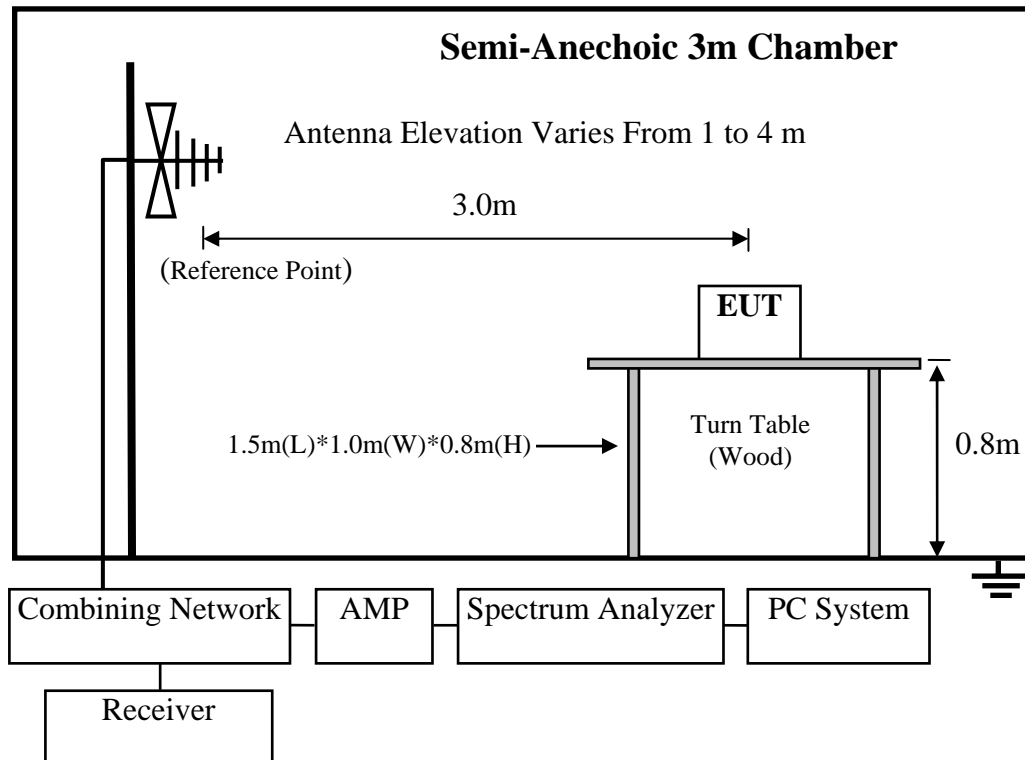 Semi-Anechoic 3m Chamber
Antenna Elevation Varies From 1 to 4 m
3.0m
(Reference Point)
EUT
1.5m(L)*1.0m(W)*0.8m(H)
Turn Table
(Wood)
0.8m
Combining Network
AMP
Spectrum Analyzer
PC System
Receiver